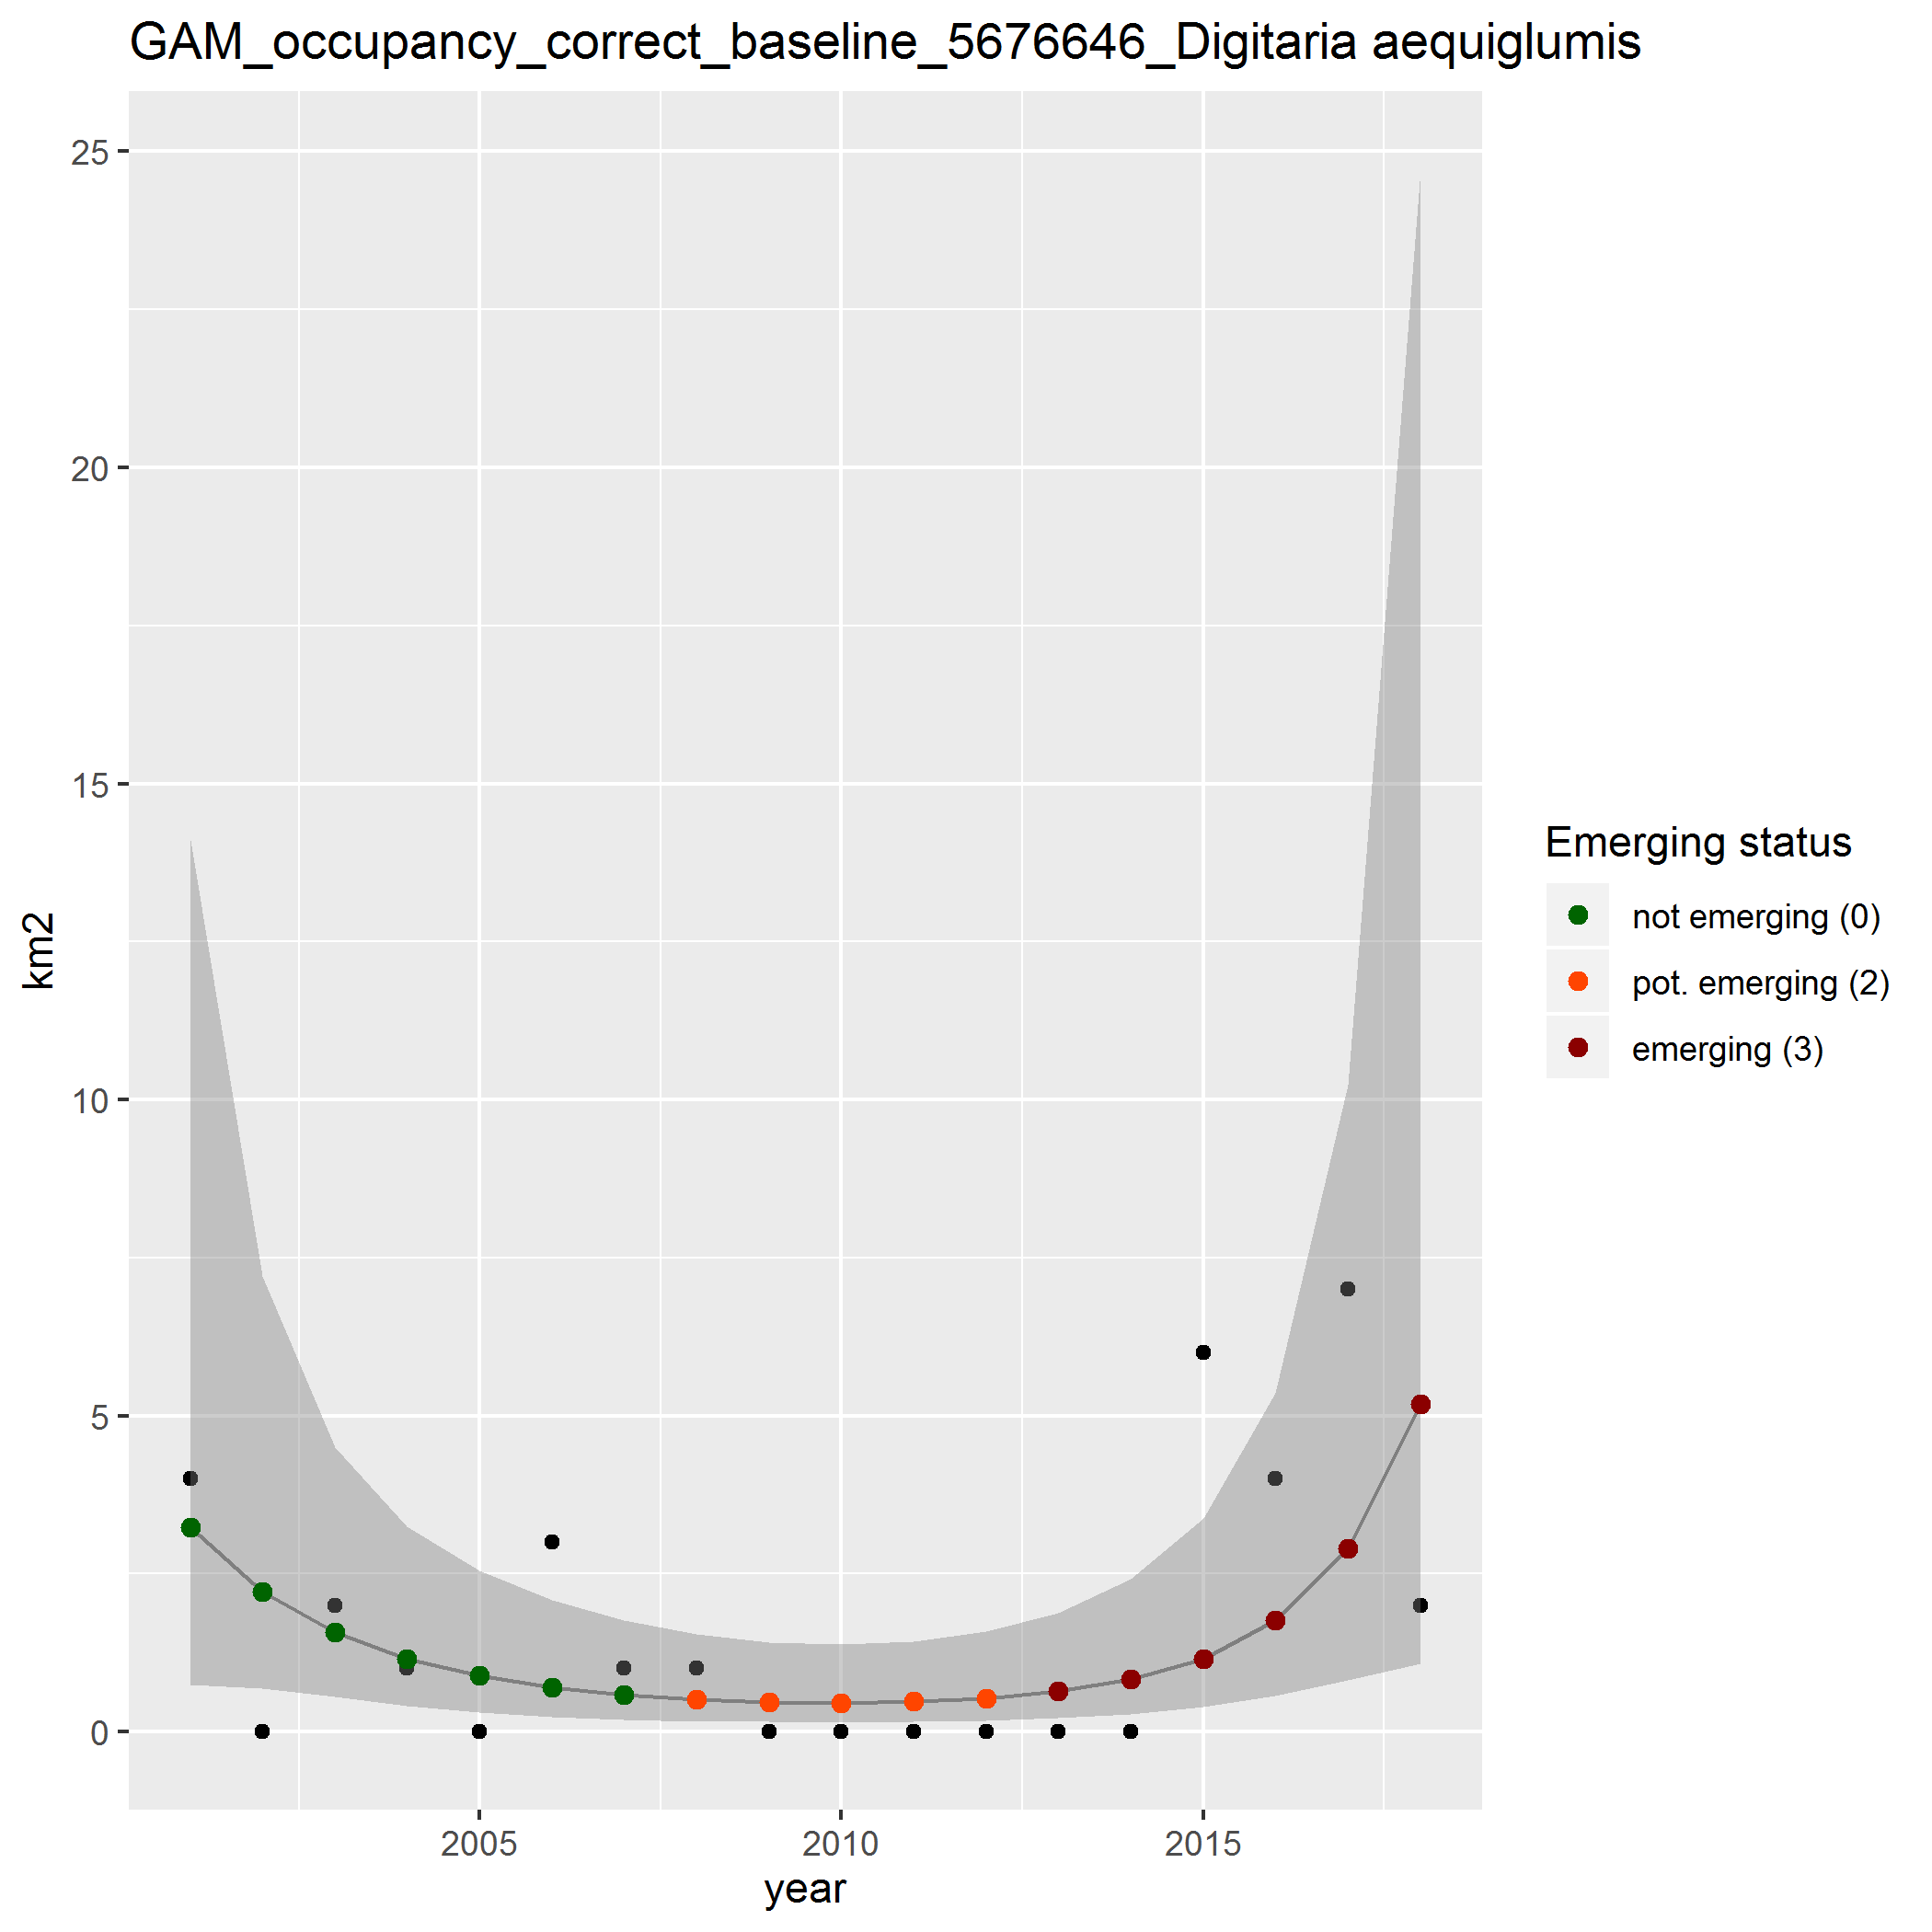 GAM_occupancy_correct_baseline_5676646_Digitaria aequiglumis
25
20
15
10
5
0
km2
2005
2010
2015
year
Emerging status
not emerging (0)
pot. emerging (2)
emerging (3)